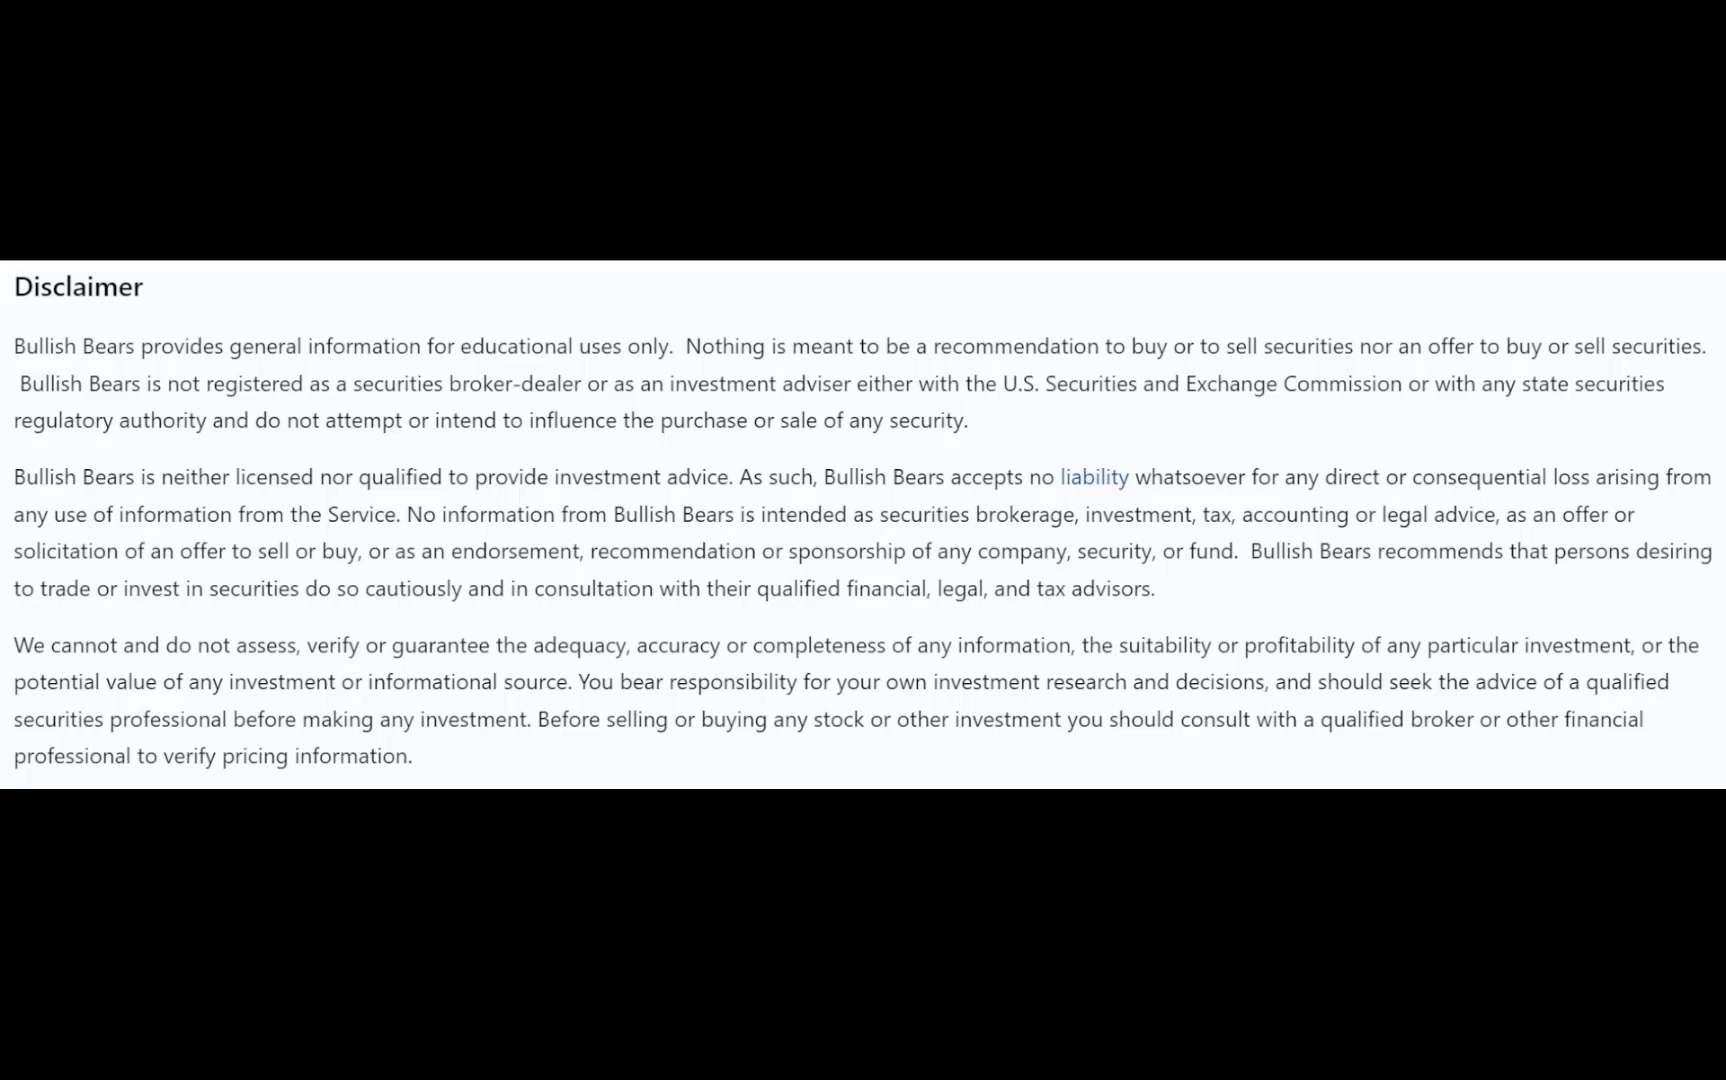 Disclaimer
Bullish Bears provides general information for educational uses only.  Nothing is meant to be a recommendation to buy or to sell securities nor an offer to buy or sell securities.
Bullish Bears is not registered as a securities broker-dealer or as an investment adviser either with the U.S. Securities and Exchange Commission or with any state securities
regulatory authority and do not attempt or intend to influence the purchase or sale of any security.
Bullish Bears is neither licensed nor qualified to provide investment advice. As such, Bullish Bears accepts no liability whatsoever for any direct or consequential loss arising from
any use of information from the Service. No information from Bullish Bears is intended as securities brokerage, investment, tax, accounting or legal advice, as an offer or
solicitation of an offer to sell or buy, or as an endorsement, recommendation or sponsorship of any company, security, or fund.  Bullish Bears recommends that persons desiring
to trade or invest in securities do so cautiously and in consultation with their qualified financial, legal, and tax advisors.
We cannot and do not assess, verify or guarantee the adequacy, accuracy or completeness of any information, the suitability or profitability of any particular investment, or the
potential value of any investment or informational source. You bear responsibility for your own investment research and decisions, and should seek the advice of a qualified
securities professional before making any investment. Before selling or buying any stock or other investment you should consult with a qualified broker or other financial
professional to verify pricing information.